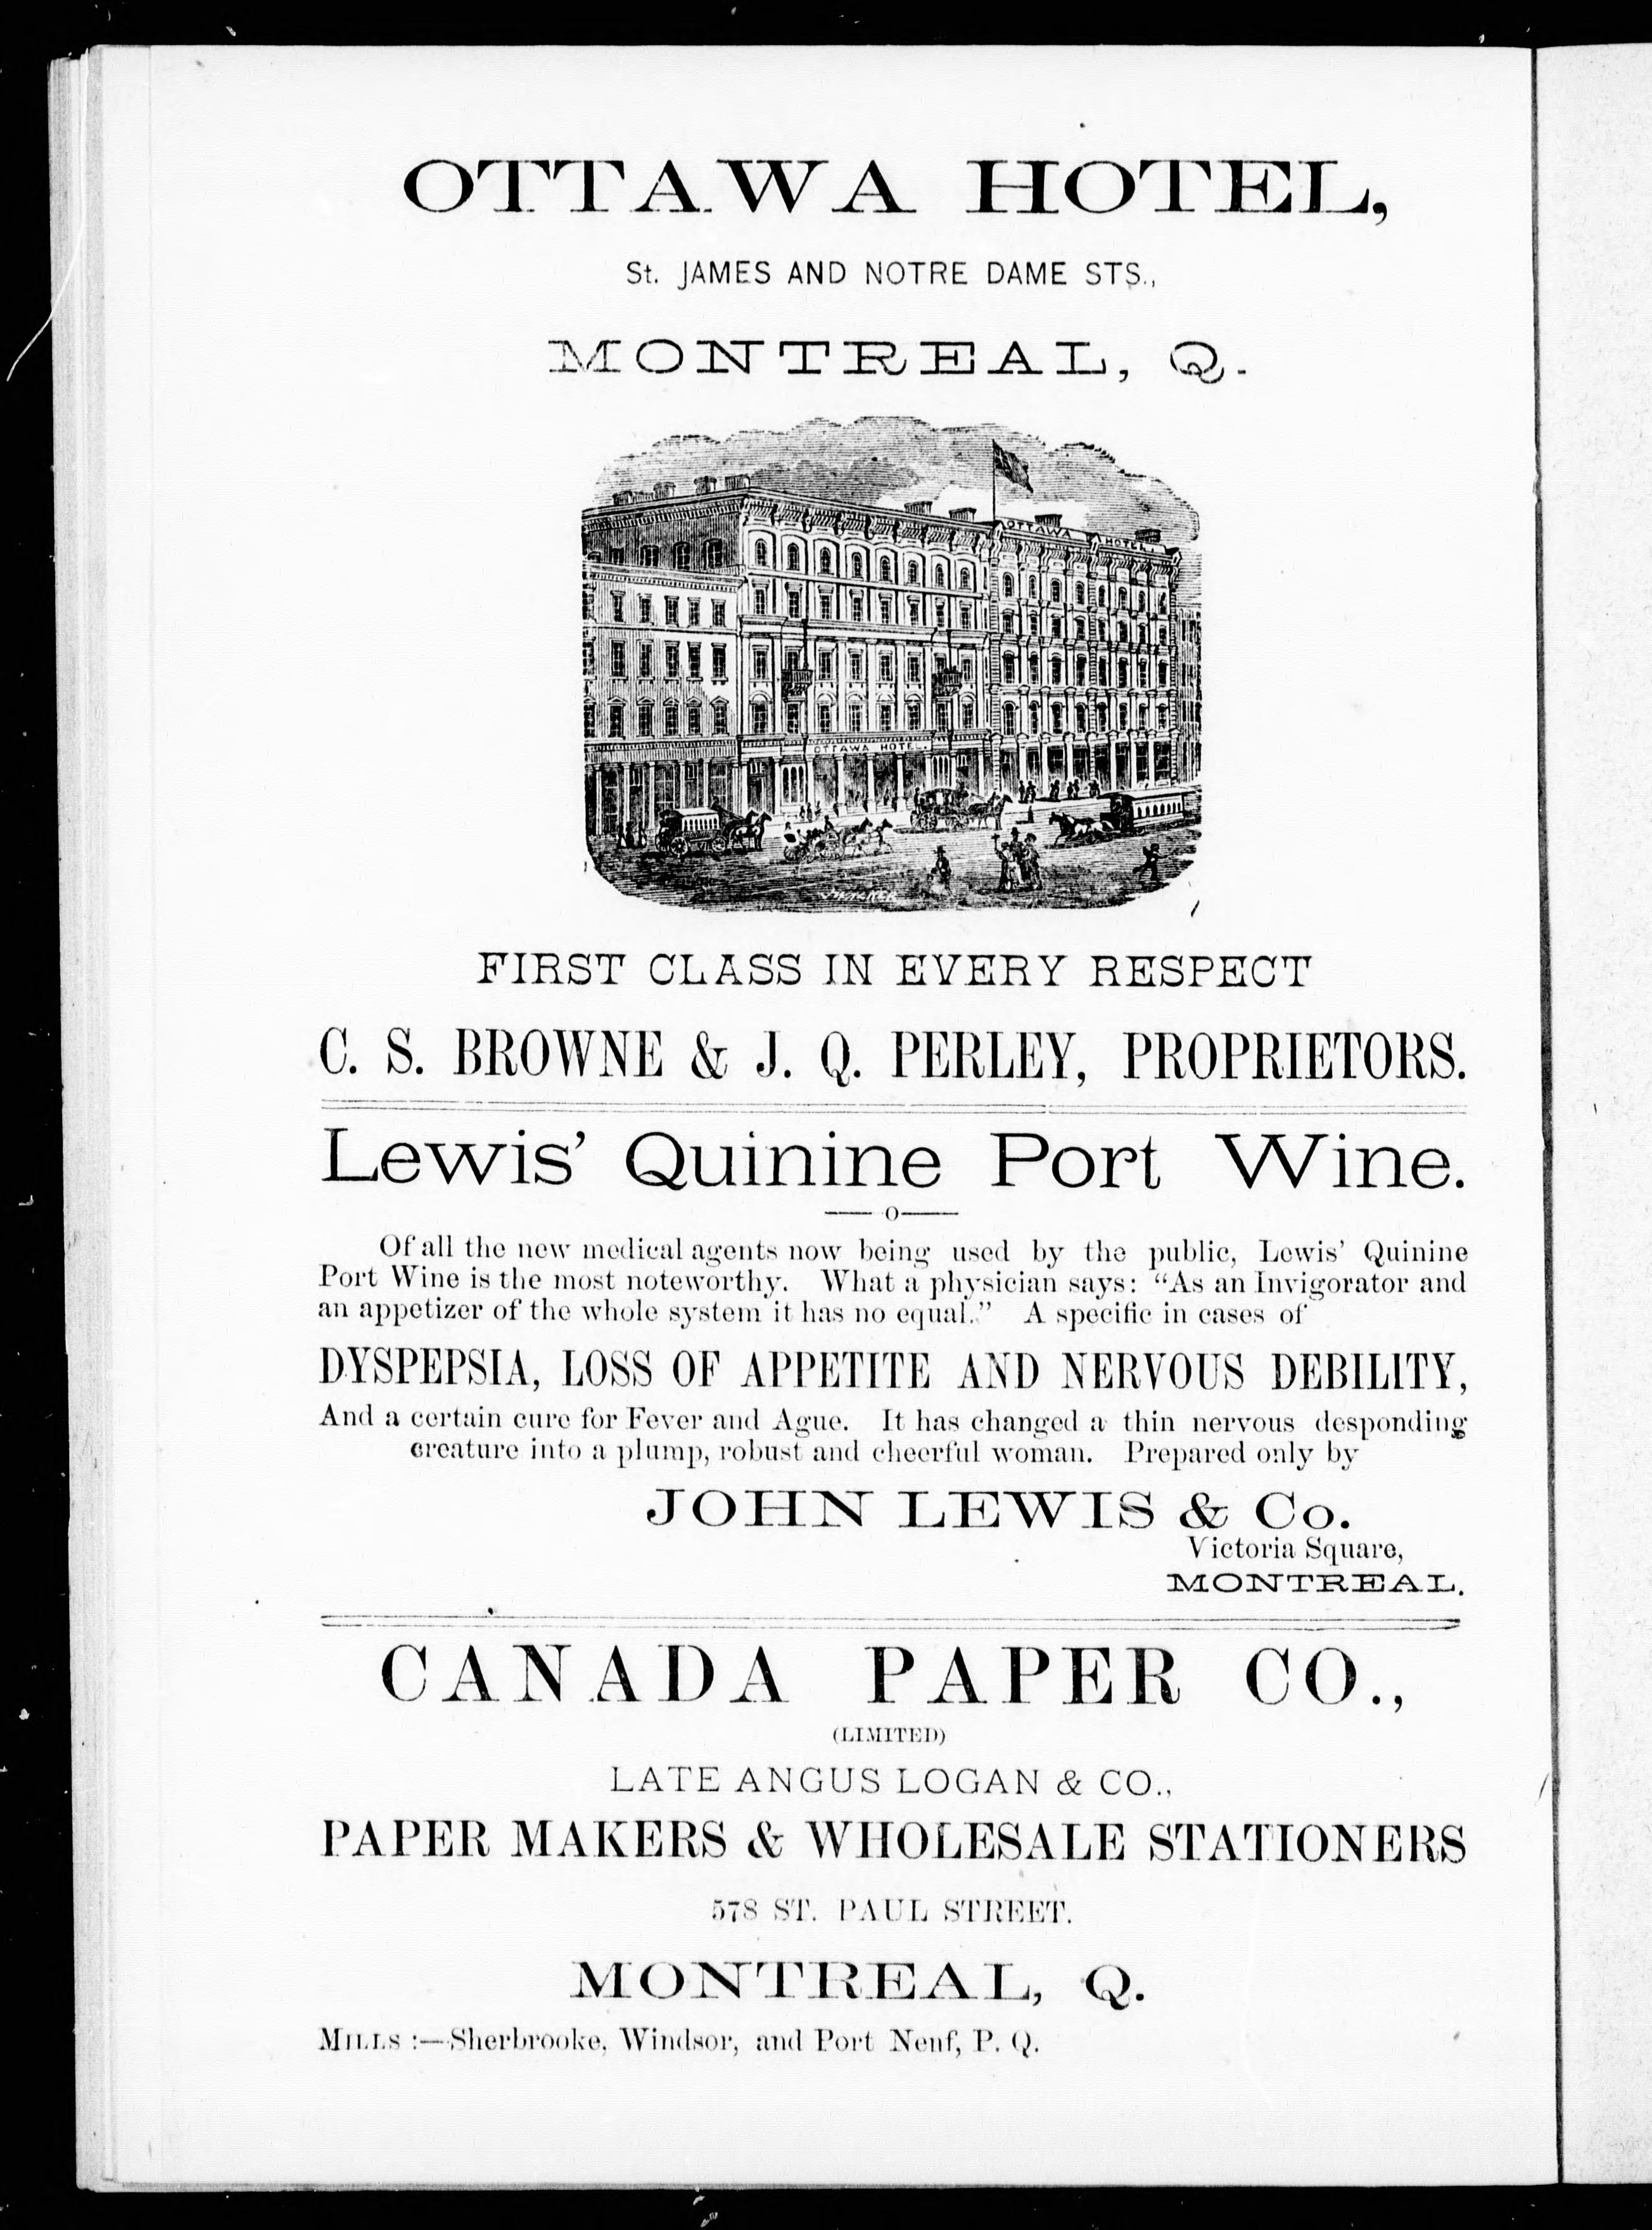 OTTAWA HOTEL,
St. JAMES AND NOTRE DAME STS.,
MONTREAL, Q.
OTTAWA HOTEL
OTTAWA HOTEL
J WALKER
FIRST CLASS IN EVERY RESPECT
C. S. BROWNE & J. Q. PERLEY, PROPRIETORS.
Lewis' Quinine Port Wine.
—o—
Of all the new medical agents now being used by the public, Lewis' Quinine
Port Wine is the most noteworthy. What a physician says: “As an Invigorator and
an appetizer of the whole system it has no equal.” A specific in cases of
DYSPEPSIA, LOSS OF APPETITE AND NERVOUS DEBILITY,
And a certain cure for Fever and Ague. It has changed a thin nervous desponding
creature into a plump, robust and cheerful woman. Prepared only by
JOHN LEWIS & Co.
Victoria Square,
MONTREAL.
CANADA PAPER CO.,
(LIMITED)
LATE ANGUS LOGAN & CO.,
PAPER MAKERS & WHOLESALE STATIONERS
578 ST. PAUL STREET.
MONTREAL, Q.
MILLS :—Sherbrooke, Windsor, and Port Neuf, P. Q.